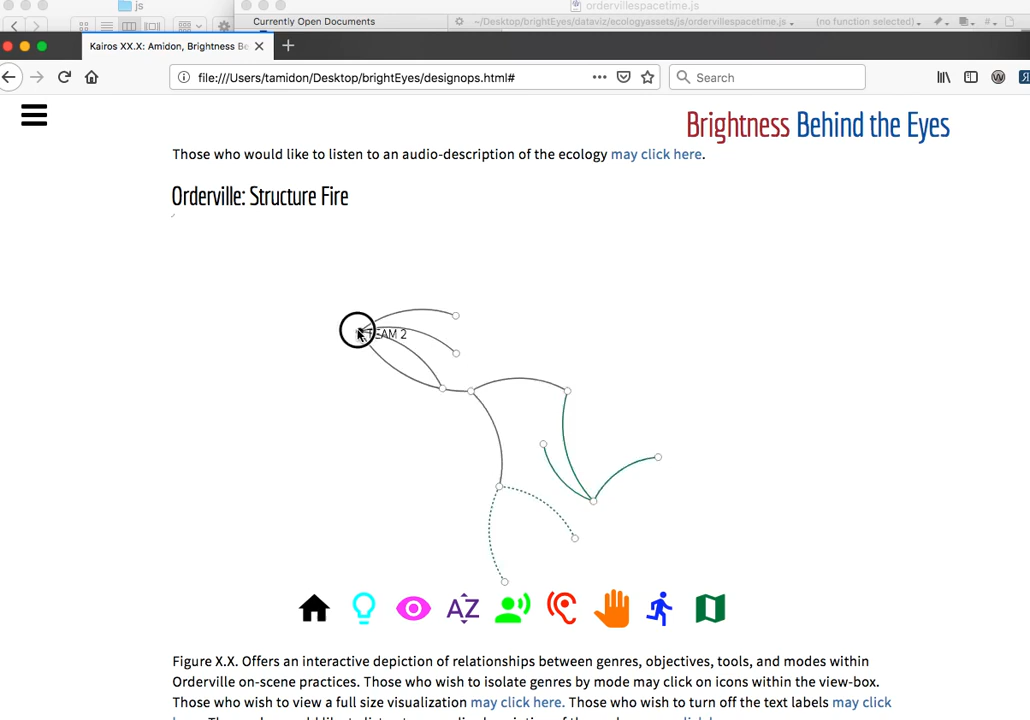 js
ordervillespacetime.js
Currently Open Documents
~/Desktop/brightEyes/dataviz/ecologyassets/js/ordervillespacetime.js
(no function selected)
Kairos XX.X: Amidon, Brightness Be
file:///Users/tamidon/Desktop/brightEyes/designops.html#
Search
Brightness Behind the Eyes
Those who would like to listen to an audio-description of the ecology may click here.
Orderville: Structure Fire
TEAM 2
AZ
Figure X.X. Offers an interactive depiction of relationships between genres, objectives, tools, and modes within
Orderville on-scene practices. Those who wish to isolate genres by mode may click on icons within the view-box.
Those who wish to view a full size visualization may click here. Those who wish to turn off the text labels may click